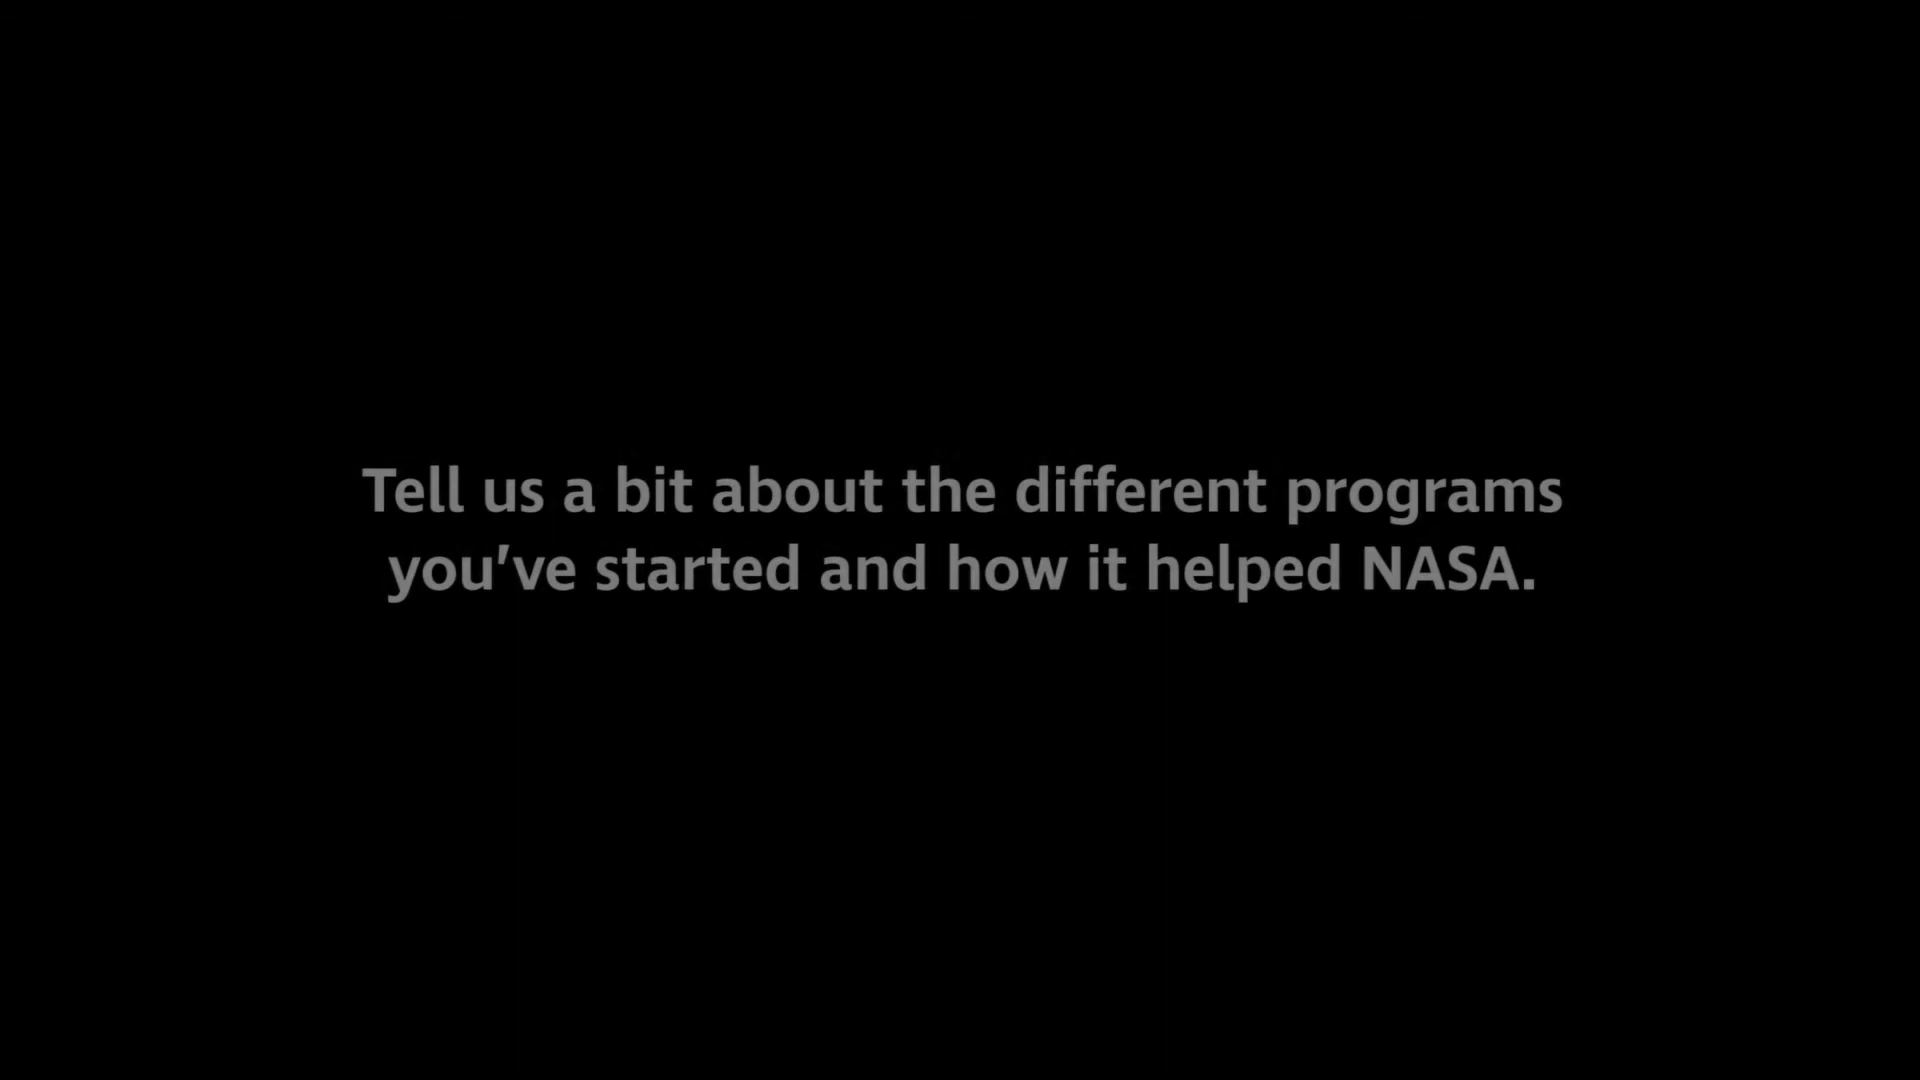 Tell us a bit about the different programs
you’ve started and how it helped NASA.